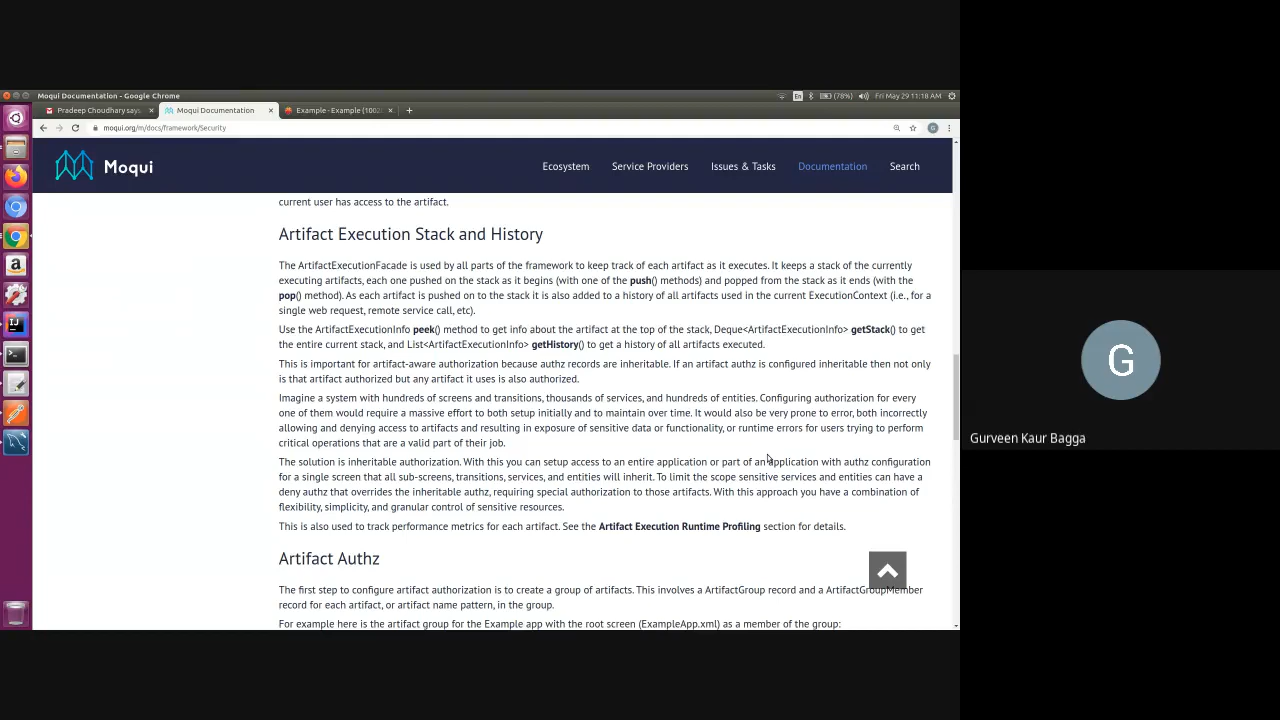 Moqui Documentation - Google Chrome
En (78%) Fri May 29 11:18 AM
Pradeep Choudhary says Moqui Documentation Example - Example (1002
moqui.org/m/docs/framework/Security
Moqui
Ecosystem Service Providers Issues & Tasks Documentation Search
current user has access to the artifact.
Artifact Execution Stack and History
The ArtifactExecutionFacade is used by all parts of the framework to keep track of each artifact as it executes. It keeps a stack of the currently
executing artifacts, each one pushed on the stack as it begins (with one of the push() methods) and popped from the stack as it ends (with the
pop() method). As each artifact is pushed on to the stack it is also added to a history of all artifacts used in the current ExecutionContext (i.e., for a
single web request, remote service call, etc).
Use the ArtifactExecutionInfo peek() method to get info about the artifact at the top of the stack, Deque<ArtifactExecutionInfo> getStack() to get
the entire current stack, and List<ArtifactExecutionInfo> getHistory() to get a history of all artifacts executed.
This is important for artifact-aware authorization because authz records are inheritable. If an artifact authz is configured inheritable then not only
is that artifact authorized but any artifact it uses is also authorized.
Imagine a system with hundreds of screens and transitions, thousands of services, and hundreds of entities. Configuring authorization for every
one of them would require a massive effort to both setup initially and to maintain over time. It would also be very prone to error, both incorrectly
allowing and denying access to artifacts and resulting in exposure of sensitive data or functionality, or runtime errors for users trying to perform
critical operations that are a valid part of their job.
The solution is inheritable authorization. With this you can setup access to an entire application or part of an application with authz configuration
for a single screen that all sub-screens, transitions, services, and entities will inherit. To limit the scope sensitive services and entities can have a
deny authz that overrides the inheritable authz, requiring special authorization to those artifacts. With this approach you have a combination of
flexibility, simplicity, and granular control of sensitive resources.
This is also used to track performance metrics for each artifact. See the Artifact Execution Runtime Profiling section for details.
Artifact Authz
The first step to configure artifact authorization is to create a group of artifacts. This involves a ArtifactGroup record and a ArtifactGroupMember
record for each artifact, or artifact name pattern, in the group.
For example here is the artifact group for the Example app with the root screen (ExampleApp.xml) as a member of the group:
G
Gurveen Kaur Bagga